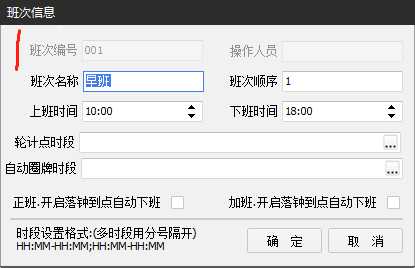 班次信息
班次编号 001 操作人员
班次名称 早班 班次顺序 1
上班时间 10:00 下班时间 18:00
轮计点时段 ...
自动圈牌时段 ...
正班.开启落钟到点自动下班 加班.开启落钟到点自动下班
时段设置格式:(多时段用分号隔开)
HH:MM-HH:MM;HH:MM-HH:MM
确 定 取 消